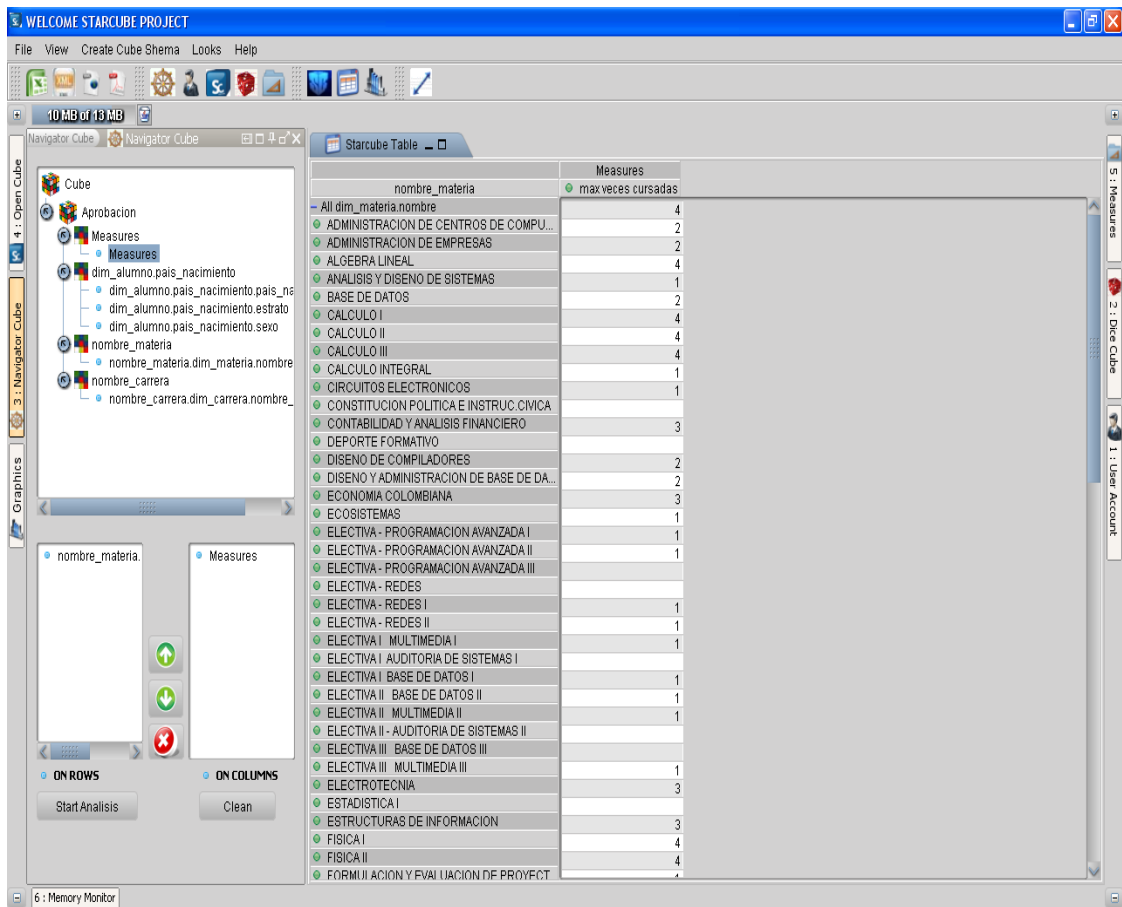 WELCOME STARCUBE PROJECT
File View Create Cube Shema Looks Help
10 MB of 13 MB
Navigator Cube Navigator Cube
4 : Open Cube
3 : Navigator Cube
Graphics
Cube
Aprobacion
Measures
Measures
dim_alumno.pais_nacimiento
dim_alumno.pais_nacimiento.pais_na
dim_alumno.pais_nacimiento.estrato
dim_alumno.pais_nacimiento.sexo
nombre_materia
nombre_materia.dim_materia.nombre
nombre_carrera
nombre_carrera.dim_carrera.nombre_
nombre_materia.
Measures
ON ROWS ON COLUMNS
Start Analisis Clean
Starcube Table
Measures
nombre_materia max veces cursadas
All dim_materia.nombre 4
ADMINISTRACION DE CENTROS DE COMPU... 2
ADMINISTRACION DE EMPRESAS 2
ALGEBRA LINEAL 4
ANALISIS Y DISENO DE SISTEMAS 1
BASE DE DATOS 2
CALCULO I 4
CALCULO II 4
CALCULO III 4
CALCULO INTEGRAL 1
CIRCUITOS ELECTRONICOS 1
CONSTITUCION POLITICA E INSTRUC.CIVICA
CONTABILIDAD Y ANALISIS FINANCIERO 3
DEPORTE FORMATIVO
DISENO DE COMPILADORES 2
DISENO Y ADMINISTRACION DE BASE DE DA... 2
ECONOMIA COLOMBIANA 3
ECOSISTEMAS 1
ELECTIVA - PROGRAMACION AVANZADA I 1
ELECTIVA - PROGRAMACION AVANZADA II 1
ELECTIVA - PROGRAMACION AVANZADA III
ELECTIVA - REDES
ELECTIVA - REDES I 1
ELECTIVA - REDES II 1
ELECTIVA I MULTIMEDIA I 1
ELECTIVA I AUDITORIA DE SISTEMAS I
ELECTIVA I BASE DE DATOS I 1
ELECTIVA II BASE DE DATOS II 1
ELECTIVA II MULTIMEDIA II 1
ELECTIVA II - AUDITORIA DE SISTEMAS II
ELECTIVA III BASE DE DATOS III
ELECTIVA III MULTIMEDIA III 1
ELECTROTECNIA 3
ESTADISTICA I
ESTRUCTURAS DE INFORMACION 3
FISICA I 4
FISICA II 4
FORMULACION Y EVALUACION DE PROYECT
5 : Measures
2 : Dice Cube
1 : User Account
6 : Memory Monitor